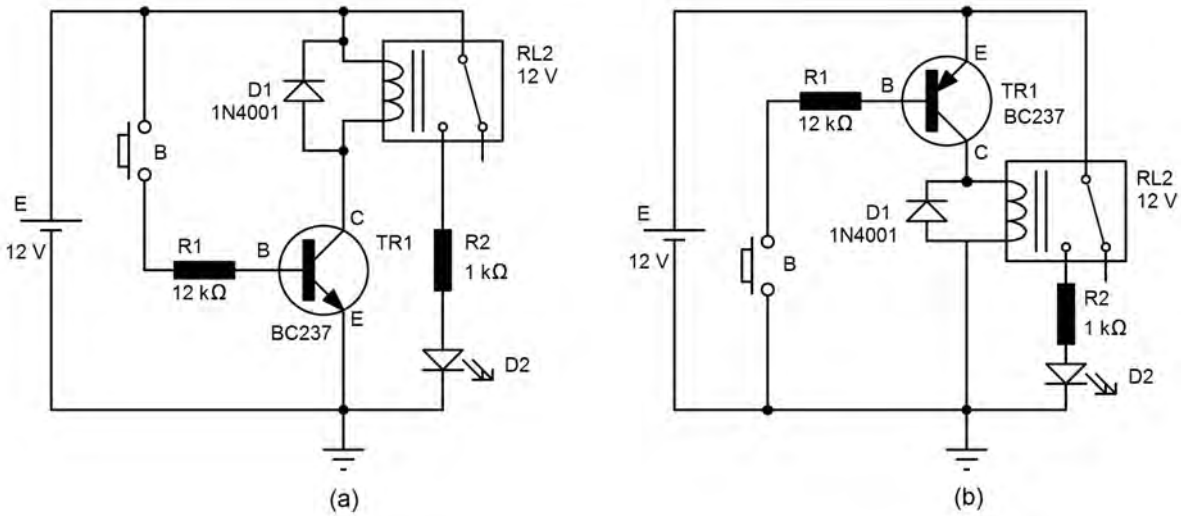 E
12 V
B
R1
12 kΩ
B
D1
1N4001
RL2
12 V
C
TR1
E
BC237
R2
1 kΩ
D2
(a)
E
12 V
B
R1
12 kΩ
B
E
TR1
BC237
C
D1
1N4001
RL2
12 V
R2
1 kΩ
D2
(b)